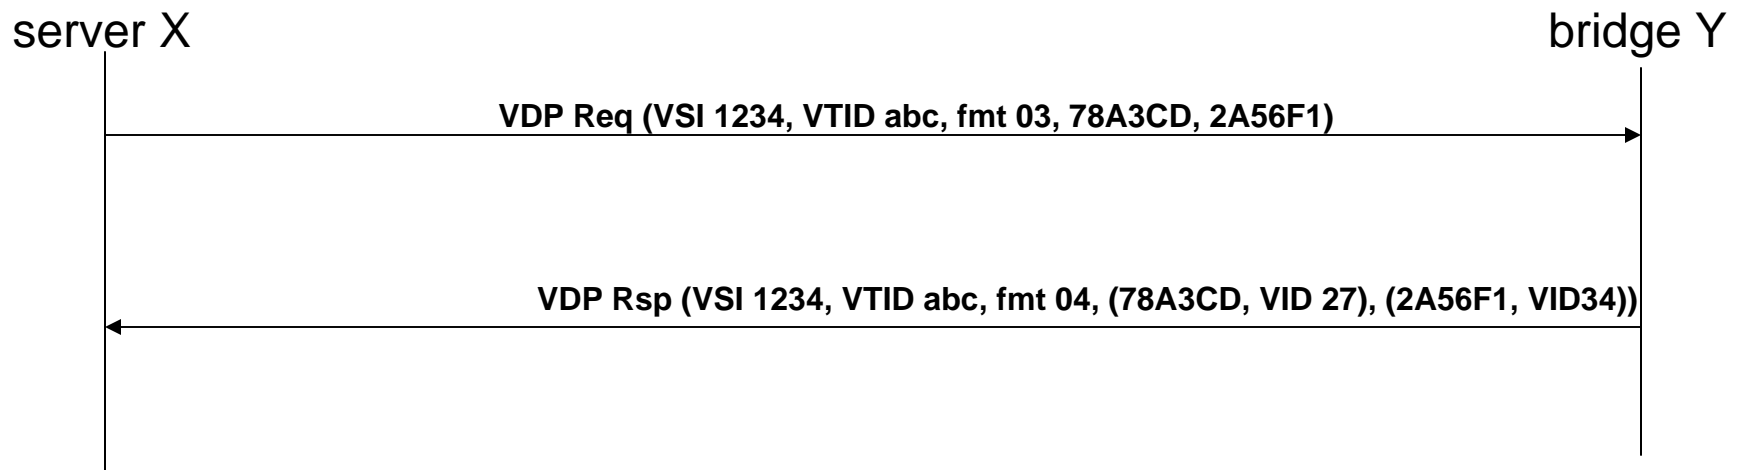 server X
bridge Y
VDP Req (VSI 1234, VTID abc, fmt 03, 78A3CD, 2A56F1)
VDP Rsp (VSI 1234, VTID abc, fmt 04, (78A3CD, VID 27), (2A56F1, VID34))